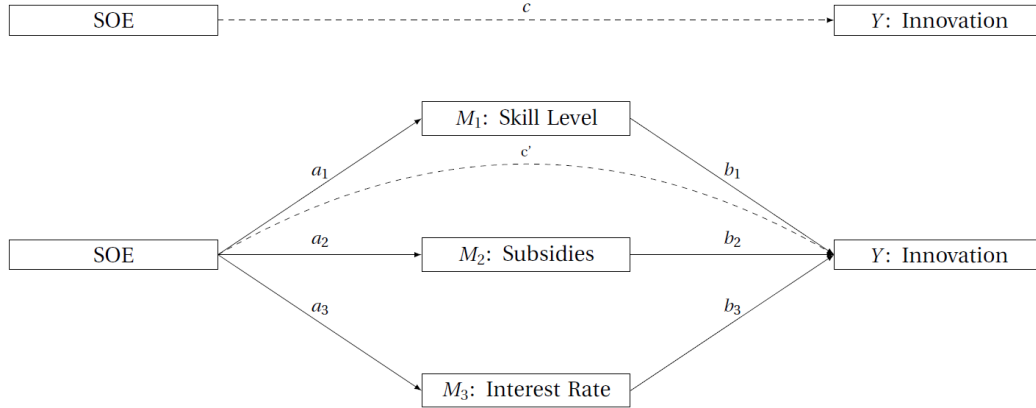 c
SOE
Y: Innovation
M₁: Skill Level
c'
a₁
b₁
SOE
a₂
M₂: Subsidies
b₂
Y: Innovation
a₃
b₃
M₃: Interest Rate